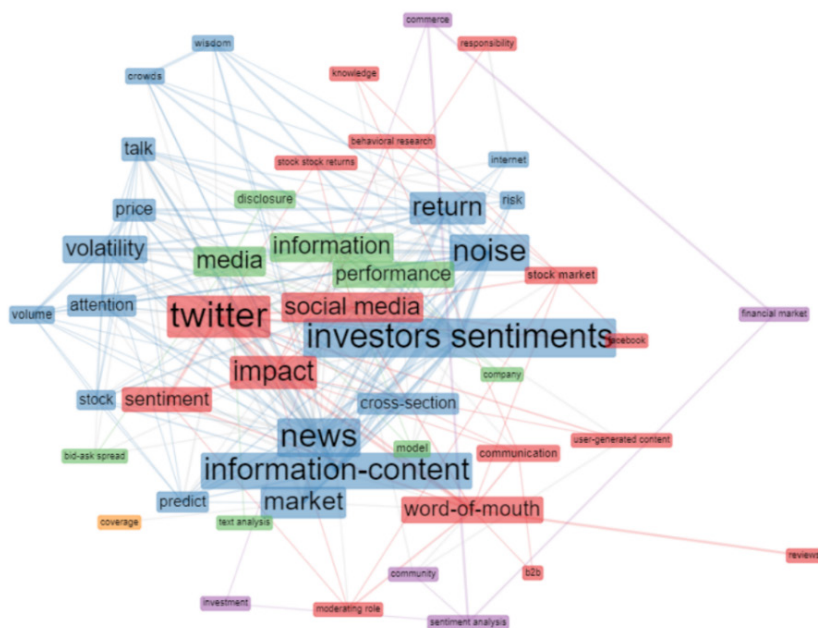 commerce
wisdom
responsibility
knowledge
crowds
behavioral research
talk
internet
stock stock returns
disclosure
risk
price
return
information
volatility
noise
media
performance
stock market
attention
social media
volume
twitter
financial market
investors sentiments
facebook
impact
company
stock
sentiment
cross-section
news
user-generated content
model
communication
bid-ask spread
information-content
market
predict
word-of-mouth
coverage
text analysis
reviews
b2b
community
investment
moderating role
sentiment analysis